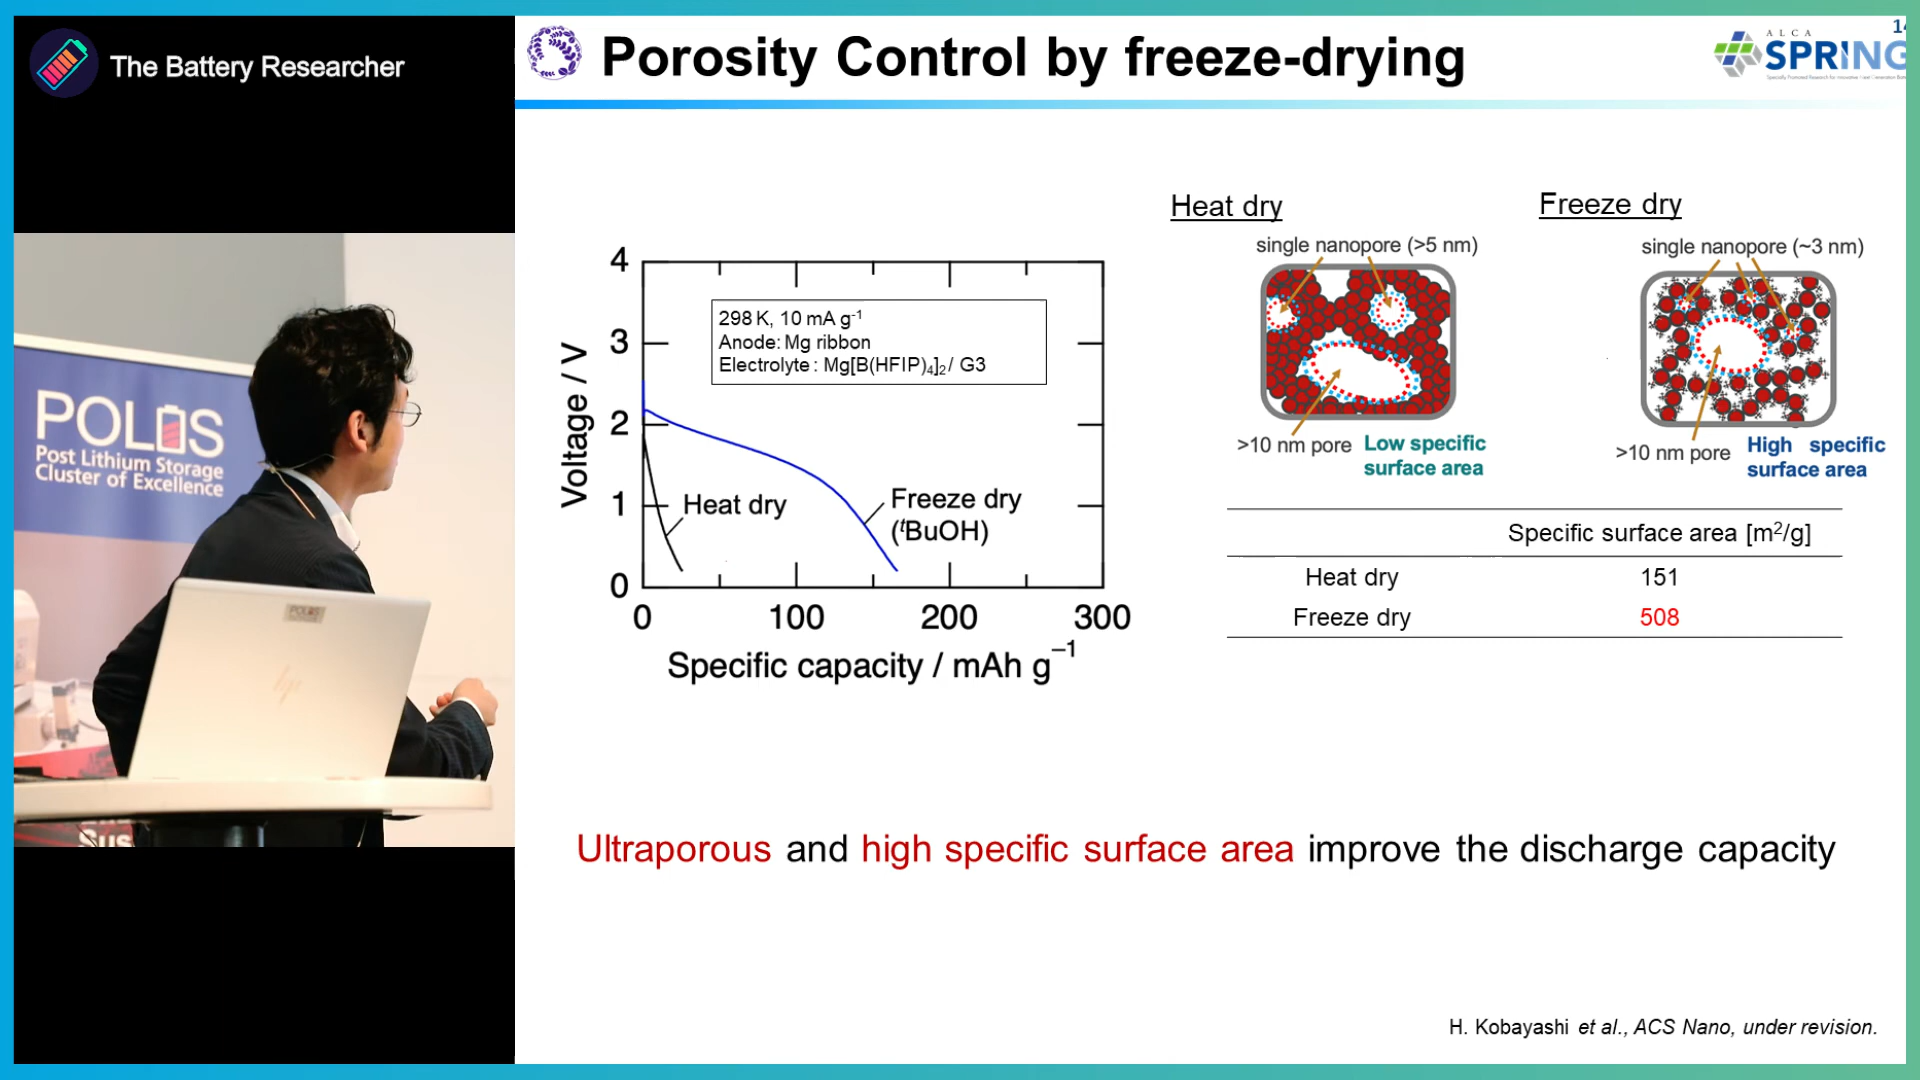 The Battery Researcher
Porosity Control by freeze-drying
ALCA
SPRING
POLiS
Post Lithium Storage
Cluster of Excellence
POLiS
hp
Sus
4
3
2
1
0
Voltage / V
298 K, 10 mA g⁻¹
Anode: Mg ribbon
Electrolyte : Mg[B(HFIP)₄]₂ / G3
Heat dry
Freeze dry
(ᵗBuOH)
0 100 200 300
Specific capacity / mAh g⁻¹
Heat dry
single nanopore (>5 nm)
>10 nm pore
Low specific
surface area
Freeze dry
single nanopore (~3 nm)
>10 nm pore
High specific
surface area
Specific surface area [m²/g]
Heat dry 151
Freeze dry 508
Ultraporous and high specific surface area improve the discharge capacity
H. Kobayashi et al., ACS Nano, under revision.